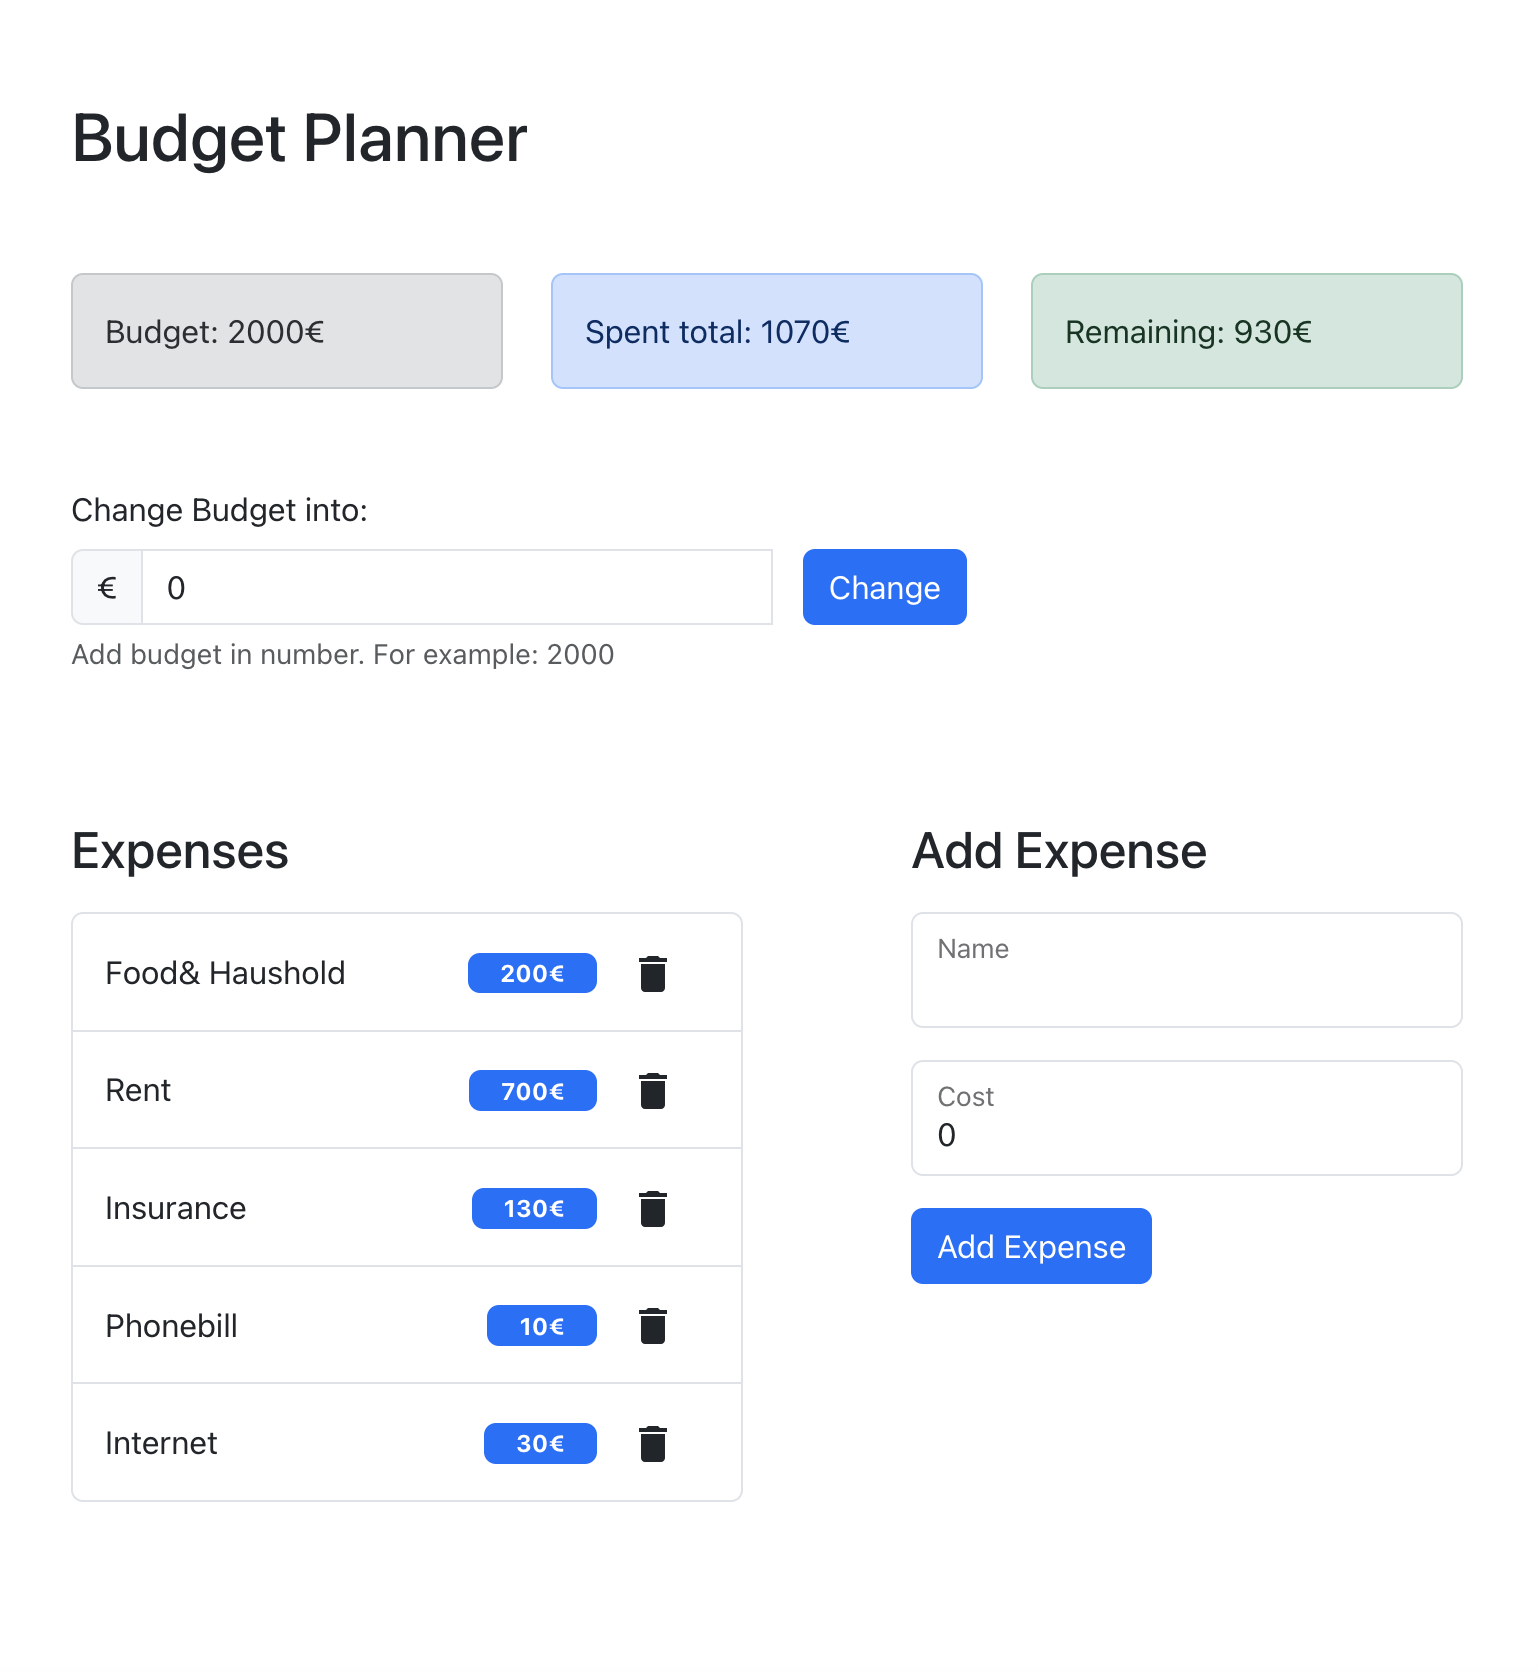 Budget Planner
Budget: 2000€
Spent total: 1070€
Remaining: 930€
Change Budget into:
€
0
Change
Add budget in number. For example: 2000
Expenses
Food& Haushold
200€
Rent
700€
Insurance
130€
Phonebill
10€
Internet
30€
Add Expense
Name
Cost
0
Add Expense